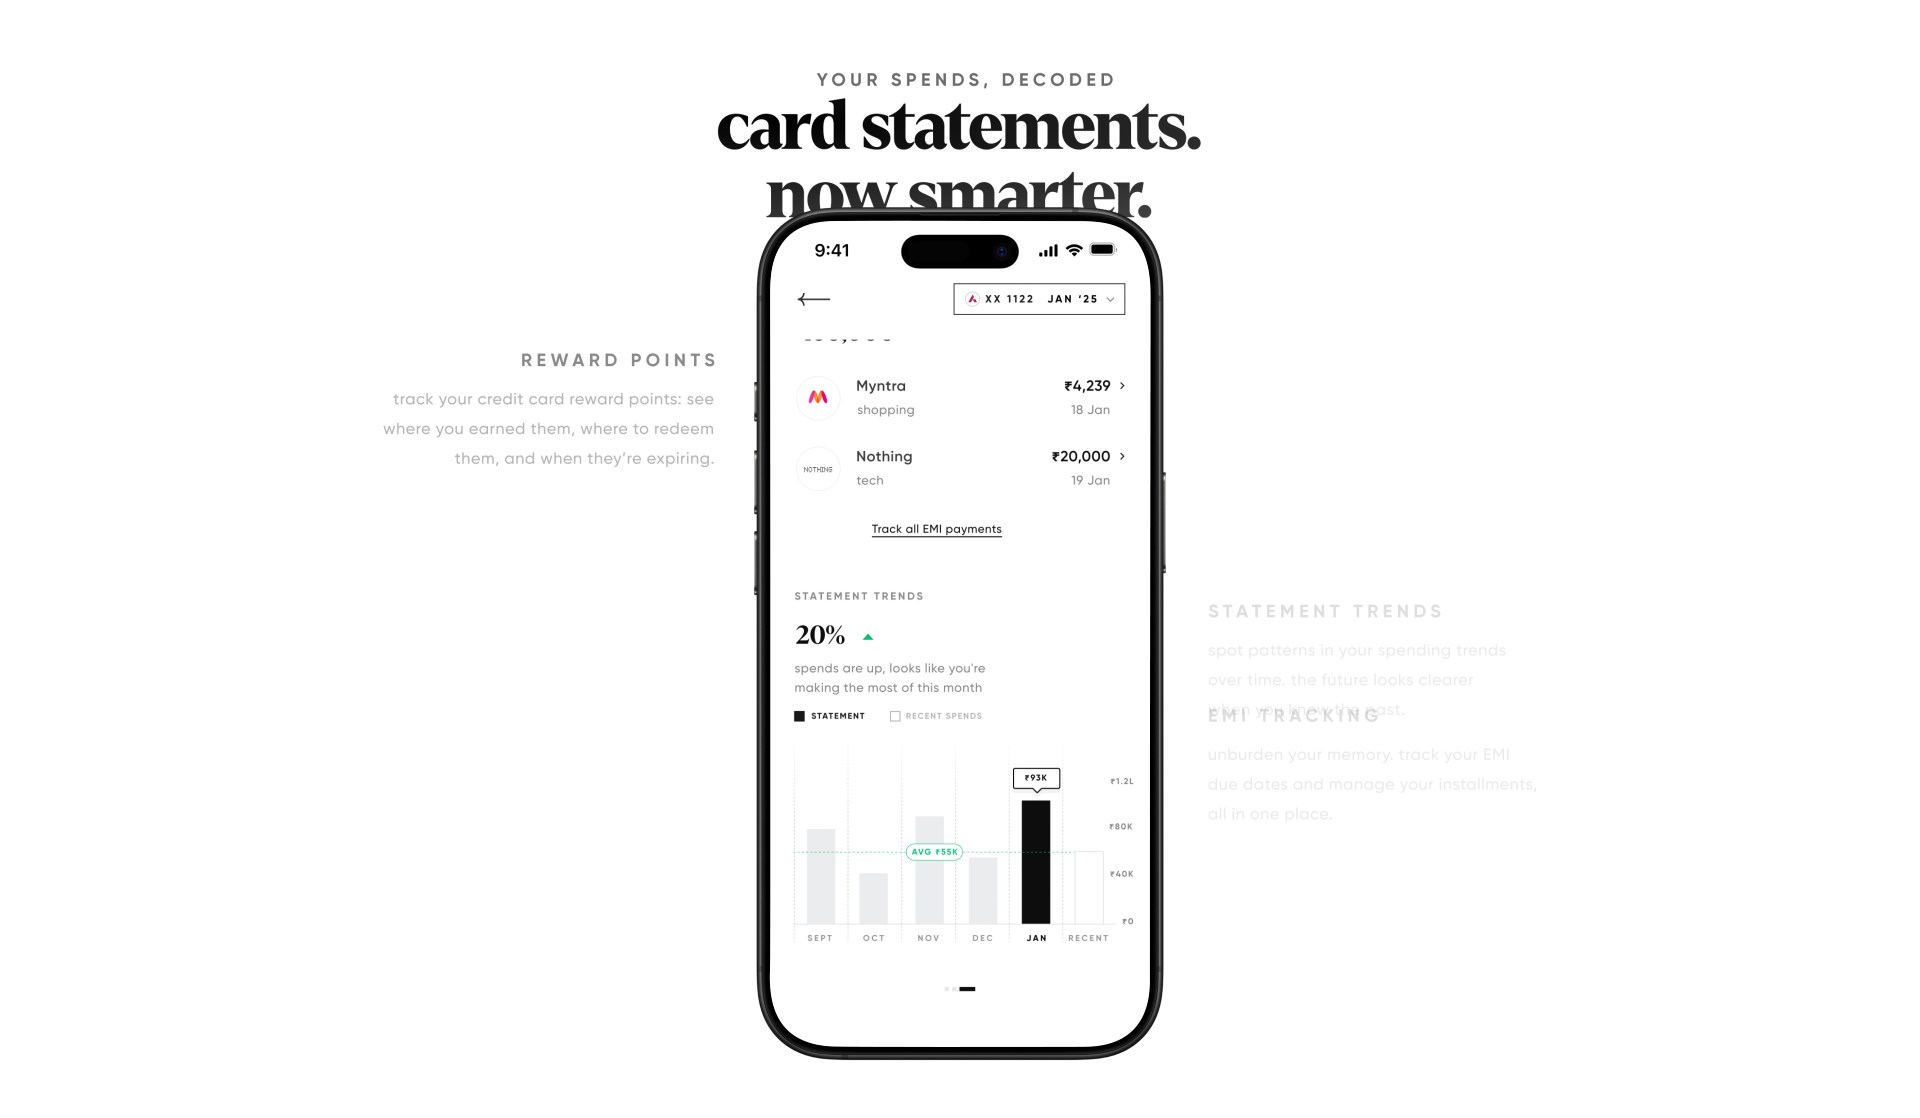 YOUR SPENDS, DECODED
card statements.
now smarter.
9:41
XX 1122 JAN '25
REWARD POINTS
track your credit card reward points: see
where you earned them, where to redeem
them, and when they're expiring.
Myntra ₹4,239
shopping 18 Jan
NOTHING
Nothing ₹20,000
tech 19 Jan
Track all EMI payments
STATEMENT TRENDS
20%
spends are up, looks like you're
making the most of this month
STATEMENT RECENT SPENDS
₹93K
₹1.2L
₹80K
AVG ₹55K
₹40K
₹0
SEPT OCT NOV DEC JAN RECENT
STATEMENT TRENDS
spot patterns in your spending trends
over time. the future looks clearer
when you know the past.
EMI TRACKING
unburden your memory. track your EMI
due dates and manage your installments,
all in one place.